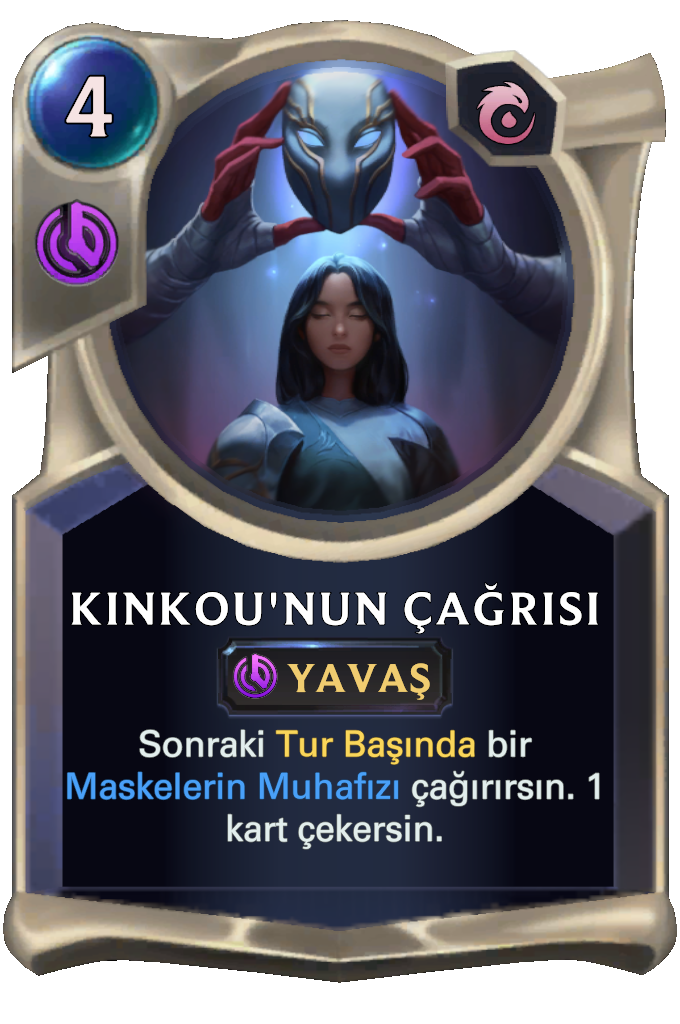 4
KINKOU'NUN ÇAĞRISI
YAVAŞ
Sonraki Tur Başında bir
Maskelerin Muhafızı çağırırsın. 1
kart çekersin.